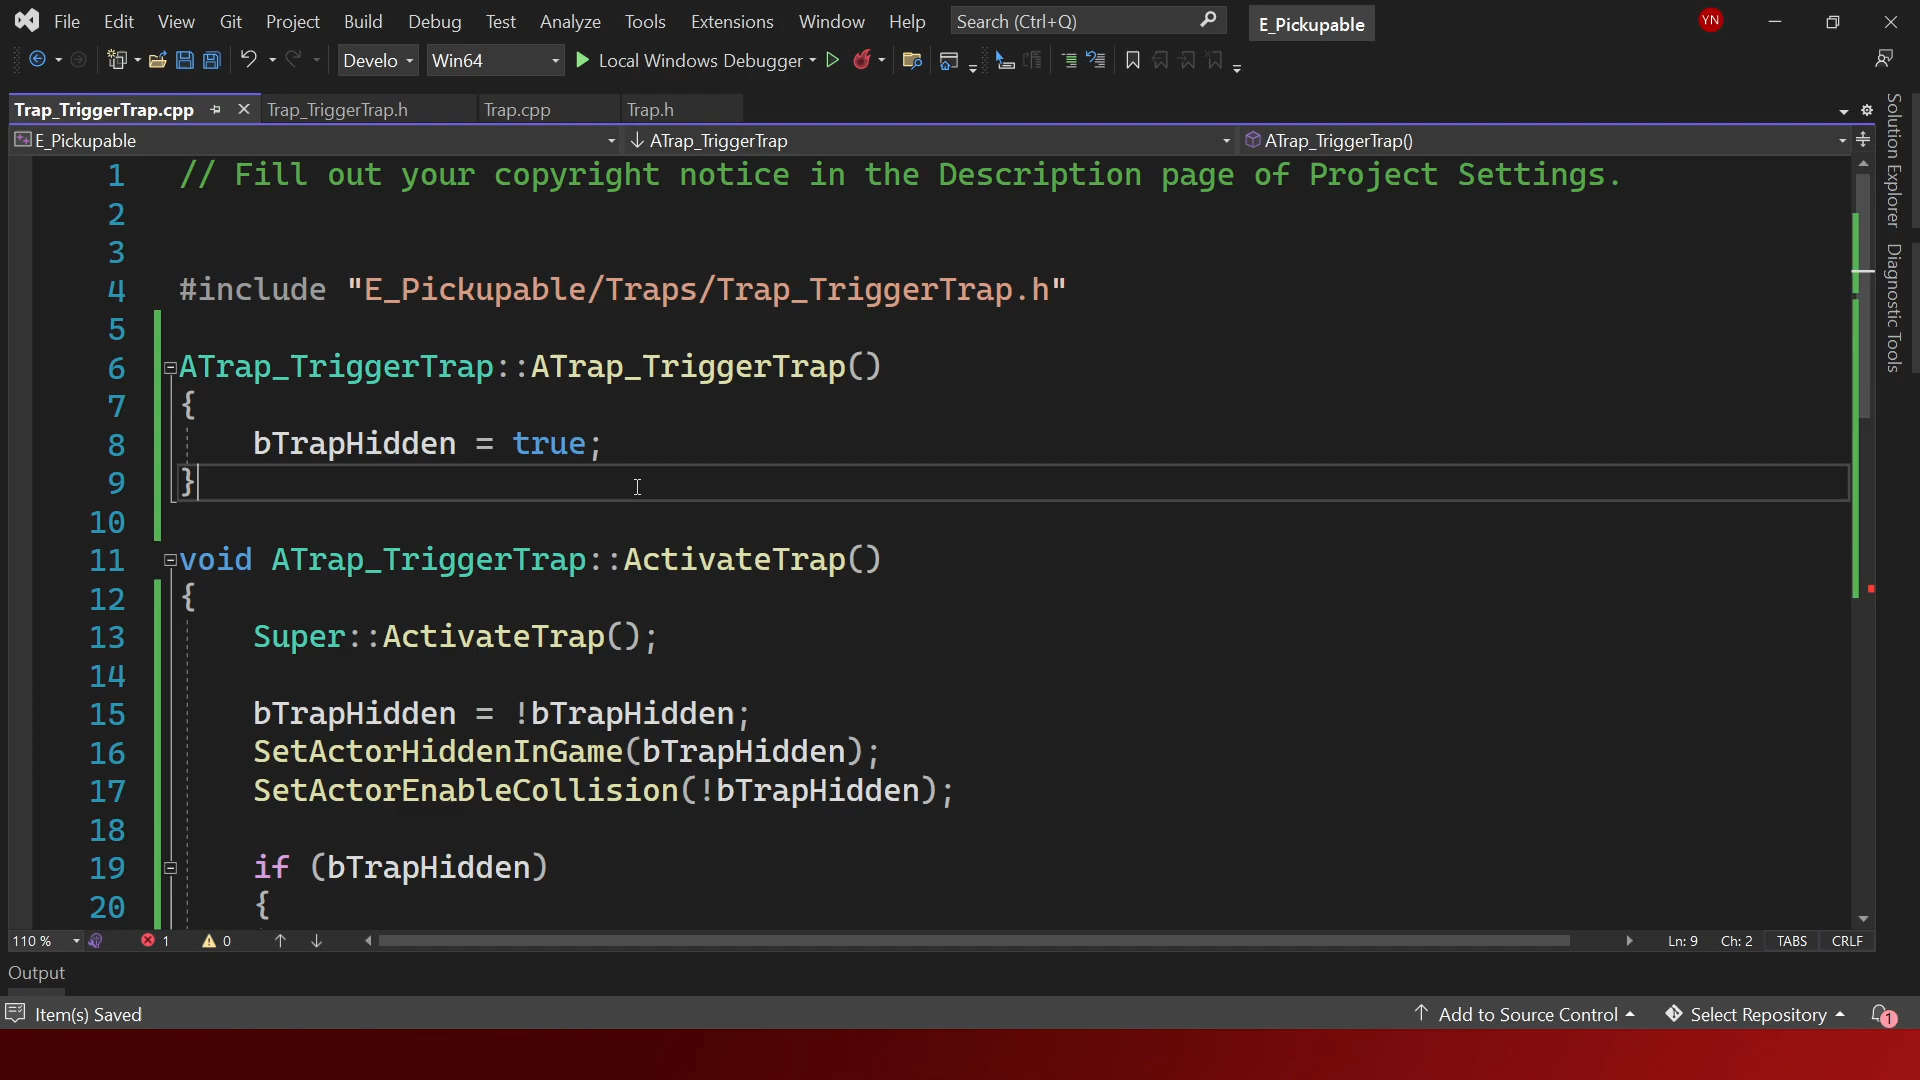 File Edit View Git Project Build Debug Test Analyze Tools Extensions Window Help Search (Ctrl+Q) E_Pickupable YN
Develo Win64 Local Windows Debugger
Trap_TriggerTrap.cpp Trap_TriggerTrap.h Trap.cpp Trap.h
E_Pickupable ATrap_TriggerTrap ATrap_TriggerTrap()
1 // Fill out your copyright notice in the Description page of Project Settings.
2
3
4 #include "E_Pickupable/Traps/Trap_TriggerTrap.h"
5
6 ATrap_TriggerTrap::ATrap_TriggerTrap()
7 {
8 bTrapHidden = true;
9 }
10
11 void ATrap_TriggerTrap::ActivateTrap()
12 {
13 Super::ActivateTrap();
14
15 bTrapHidden = !bTrapHidden;
16 SetActorHiddenInGame(bTrapHidden);
17 SetActorEnableCollision(!bTrapHidden);
18
19 if (bTrapHidden)
20 {
110 % 1 0 Ln: 9 Ch: 2 TABS CRLF
Output
Item(s) Saved Add to Source Control Select Repository 1
Solution Explorer
Diagnostic Tools